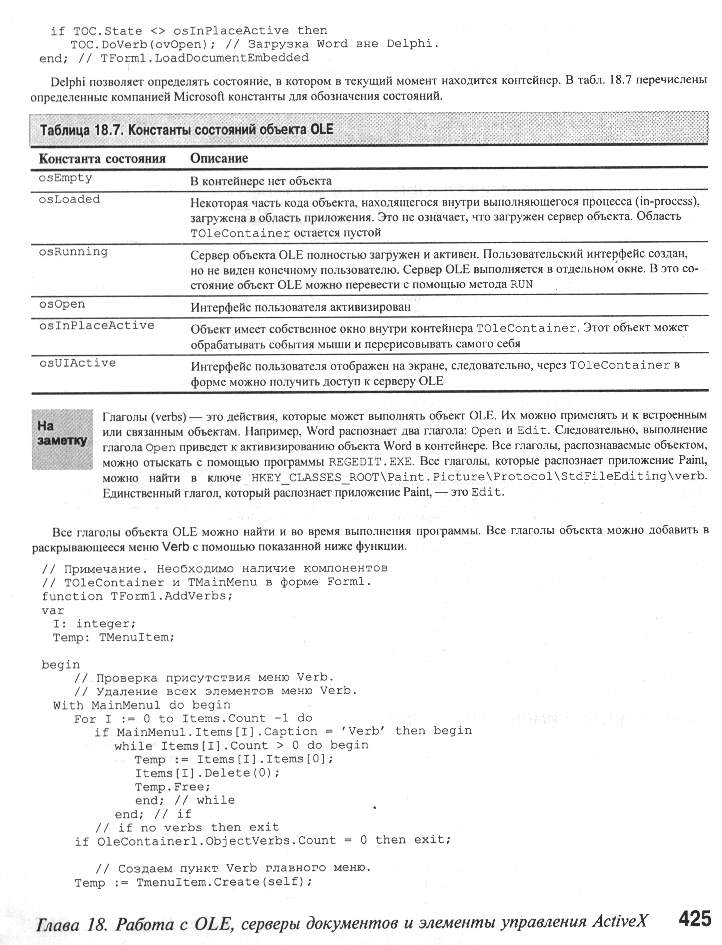 if TOC.State <> osInPlaceActive then
TOC.DoVerb(ovOpen); // Загрузка Word вне Delphi.
end; // TForm1.LoadDocumentEmbedded
Delphi позволяет определять состояние, в котором в текущий момент находится контейнер. В табл. 18.7 перечислены
определенные компанией Microsoft константы для обозначения состояний.
Таблица 18.7. Константы состояний объекта OLE
Константа состояния Описание
osEmpty В контейнере нет объекта
osLoaded Некоторая часть кода объекта, находящегося внутри выполняющегося процесса (in-process),
загружена в область приложения. Это не означает, что загружен сервер объекта. Область
TOleContainer остается пустой
osRunning Сервер объекта OLE полностью загружен и активен. Пользовательский интерфейс создан,
но не виден конечному пользователю. Сервер OLE выполняется в отдельном окне. В это со-
стояние объект OLE можно перевести с помощью метода RUN
osOpen Интерфейс пользователя активизирован
osInPlaceActive Объект имеет собственное окно внутри контейнера TOleContainer. Этот объект может
обрабатывать события мыши и перерисовывать самого себя
osUIActive Интерфейс пользователя отображен на экране, следовательно, через TOleContainer в
форме можно получить доступ к серверу OLE
На
заметку
Глаголы (verbs) — это действия, которые может выполнять объект OLE. Их можно применять и к встроенным
или связанным объектам. Например, Word распознает два глагола: Open и Edit. Следовательно, выполнение
глагола Open приведет к активизированию объекта Word в контейнере. Все глаголы, распознаваемые объектом,
можно отыскать с помощью программы REGEDIT.EXE. Все глаголы, которые распознает приложение Paint,
можно найти в ключе HKEY_CLASSES_ROOT\Paint.Picture\Protocol\StdFileEditing\verb.
Единственный глагол, который распознает приложение Paint, — это Edit.
Все глаголы объекта OLE можно найти и во время выполнения программы. Все глаголы объекта можно добавить в
раскрывающееся меню Verb с помощью показанной ниже функции.
// Примечание. Необходимо наличие компонентов
// TOleContainer и TMainMenu в форме Form1.
function TForm1.AddVerbs;
var
I: integer;
Temp: TMenuItem;
begin
// Проверка присутствия меню Verb.
// Удаление всех элементов меню Verb.
With MainMenu1 do begin
For I := 0 to Items.Count -1 do
if MainMenu1.Items[I].Caption = 'Verb' then begin
while Items[I].Count > 0 do begin
Temp := Items[I].Items[0];
Items[I].Delete(0);
Temp.Free;
end; // while
end; // if
// if no verbs then exit
if OleContainer1.ObjectVerbs.Count = 0 then exit;
// Создаем пункт Verb главного меню.
Temp := TmenuItem.Create(self);
Глава 18. Работа с OLE, серверы документов и элементы управления ActiveX 425